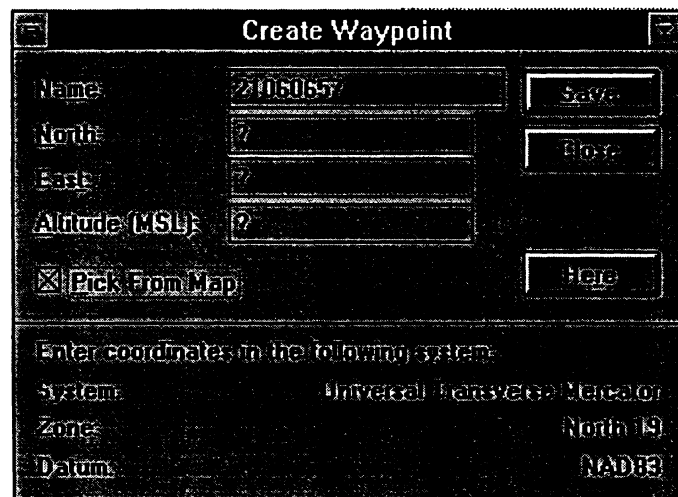 Create Waypoint
Name: 21060657
Save
North: ?
Close
East: ?
Altitude (MSL): ?
Pick From Map
Here
Enter coordinates in the following system:
System: Universal Transverse Mercator
Zone: North 19
Datum: NAD83